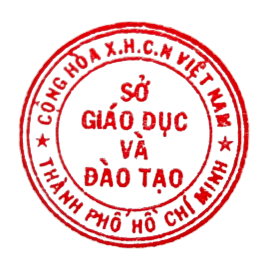 CỘNG HÒA X.H.C.N VIỆT NAM
SỞ
GIÁO DỤC
VÀ
ĐÀO TẠO
★ THÀNH PHỐ HỒ CHÍ MINH ★